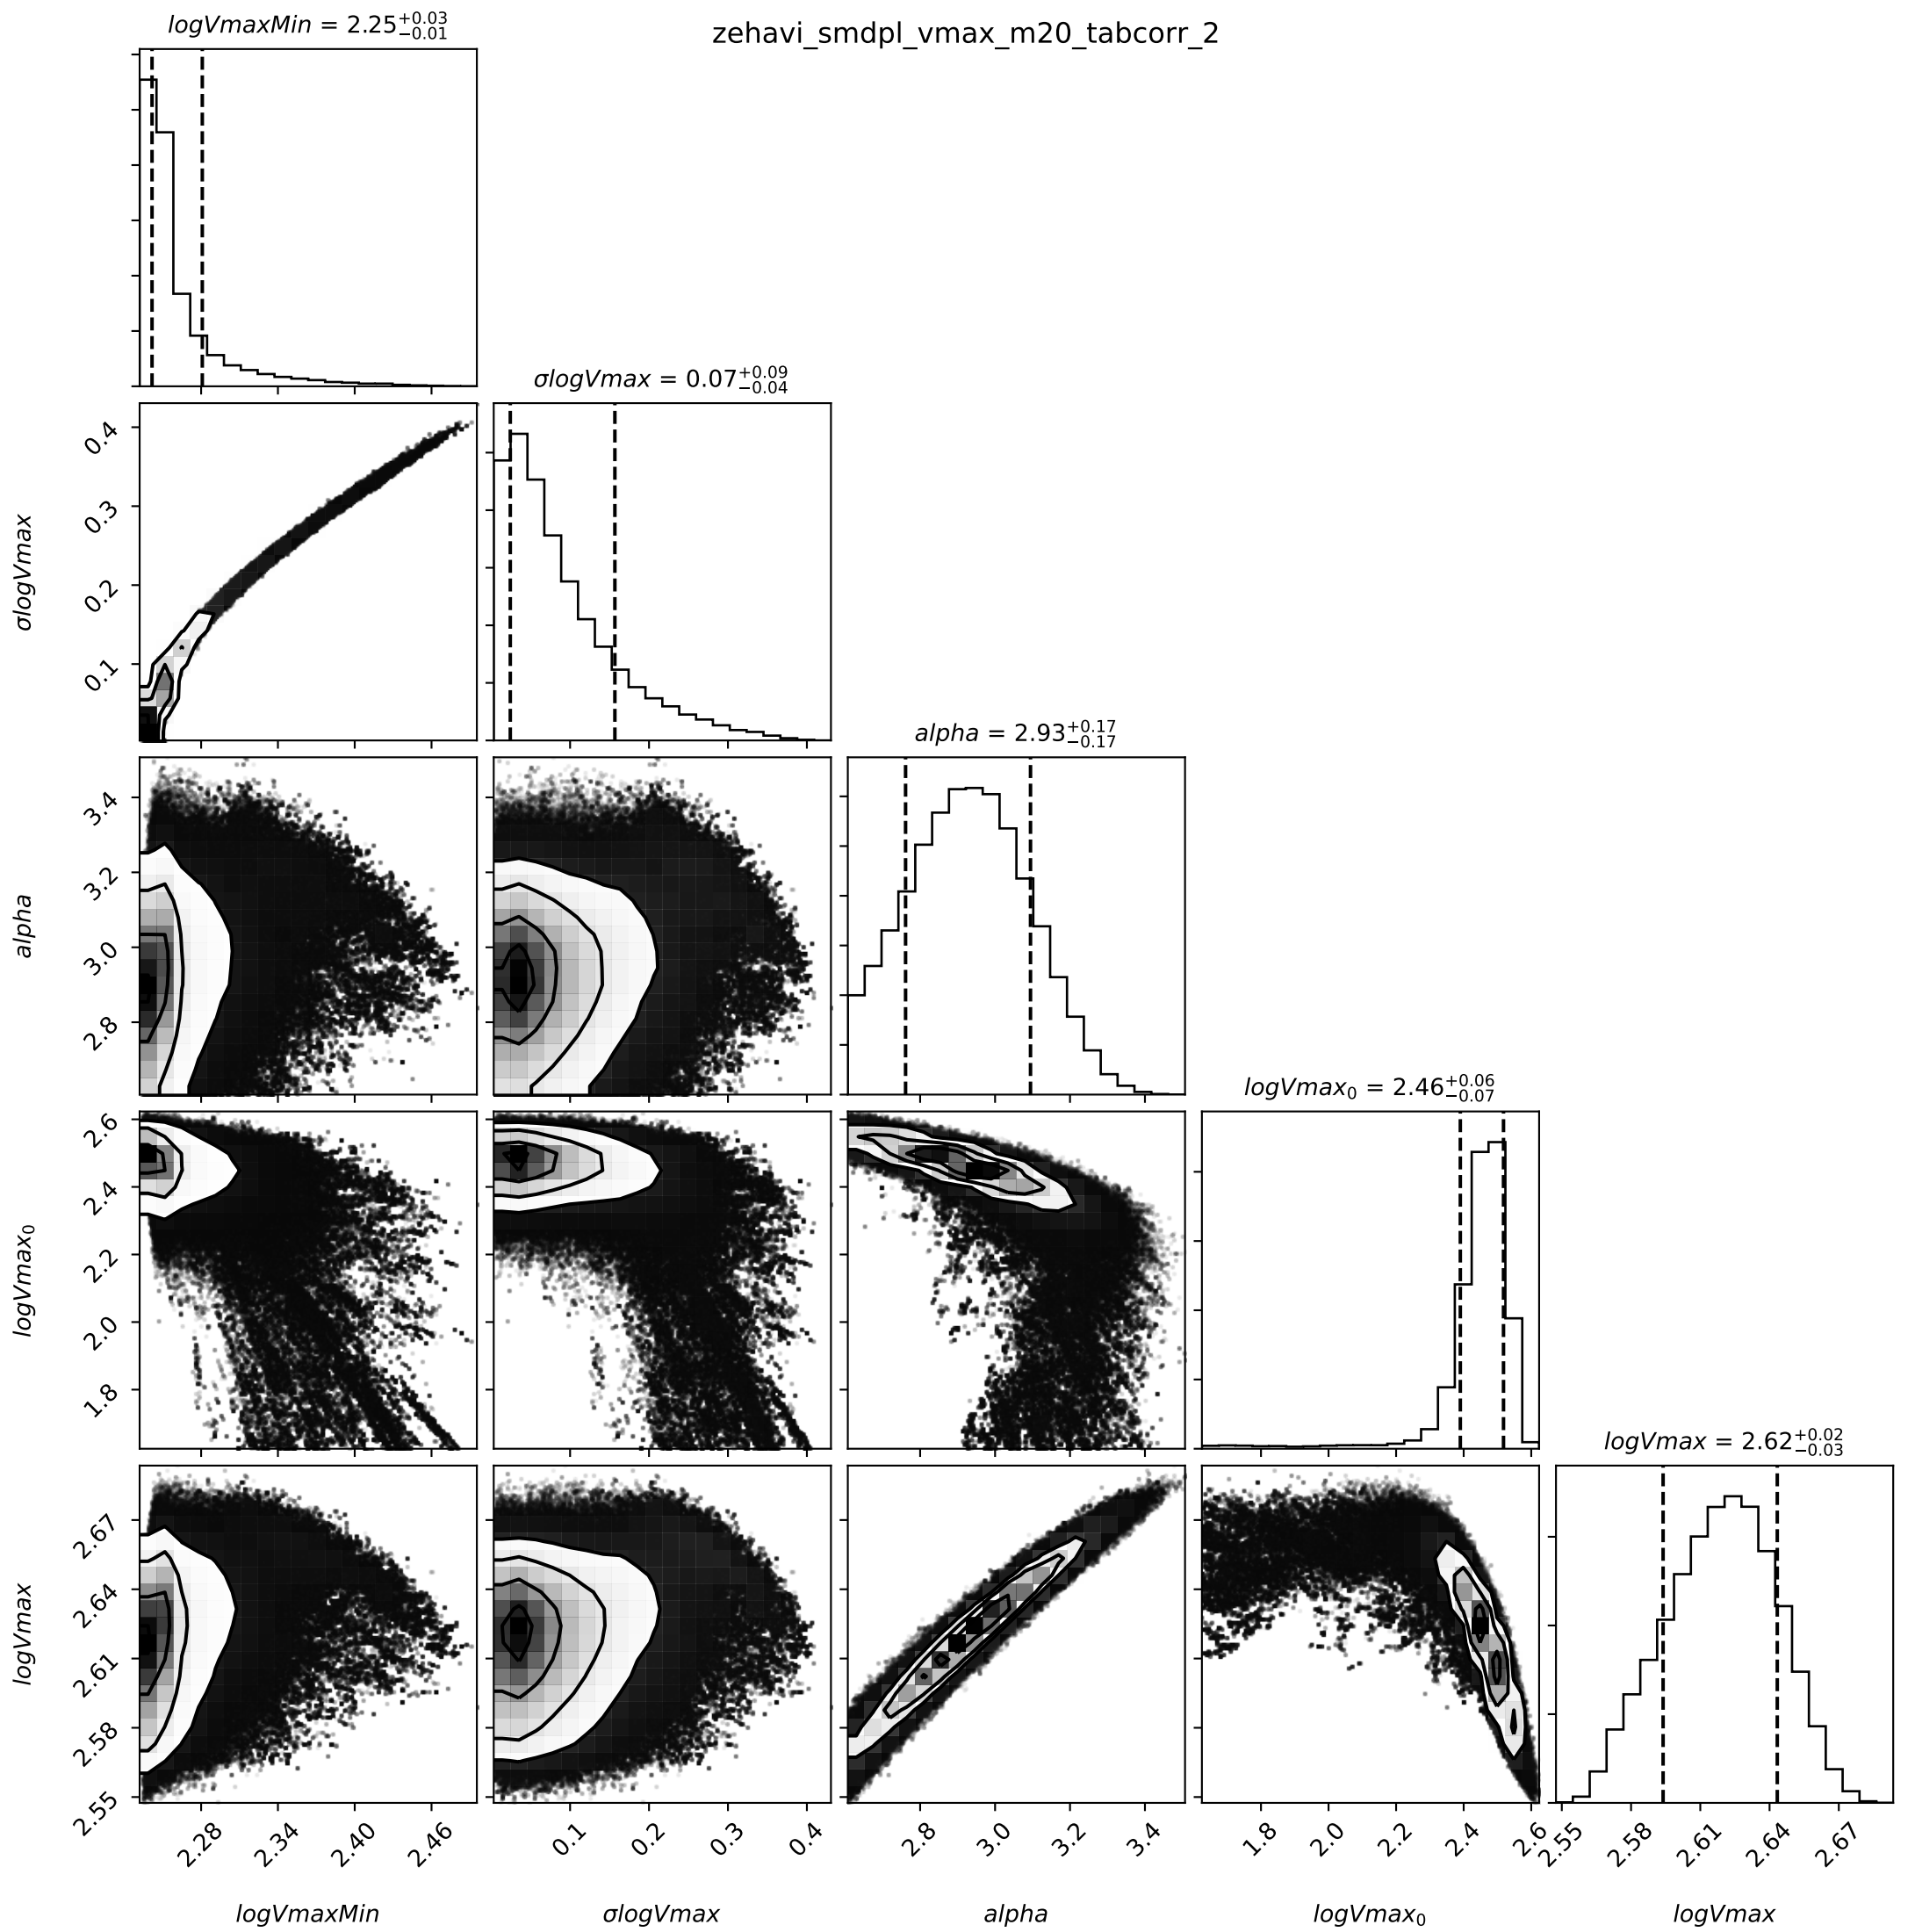 zehavi_smdpl_vmax_m20_tabcorr_2
logVmaxMin = 2.25+0.03−0.01
σlogVmax = 0.07+0.09−0.04
alpha = 2.93+0.17−0.17
logVmax0 = 2.46+0.06−0.07
logVmax = 2.62+0.02−0.03
σlogVmax
0.4
0.3
0.2
0.1
alpha
3.4
3.2
3.0
2.8
logVmax0
2.6
2.4
2.2
2.0
1.8
logVmax
2.67
2.64
2.61
2.58
2.55
2.28 2.34 2.40 2.46
0.1 0.2 0.3 0.4
2.8 3.0 3.2 3.4
1.8 2.0 2.2 2.4 2.6
2.55 2.58 2.61 2.64 2.67
logVmaxMin
σlogVmax
alpha
logVmax0
logVmax